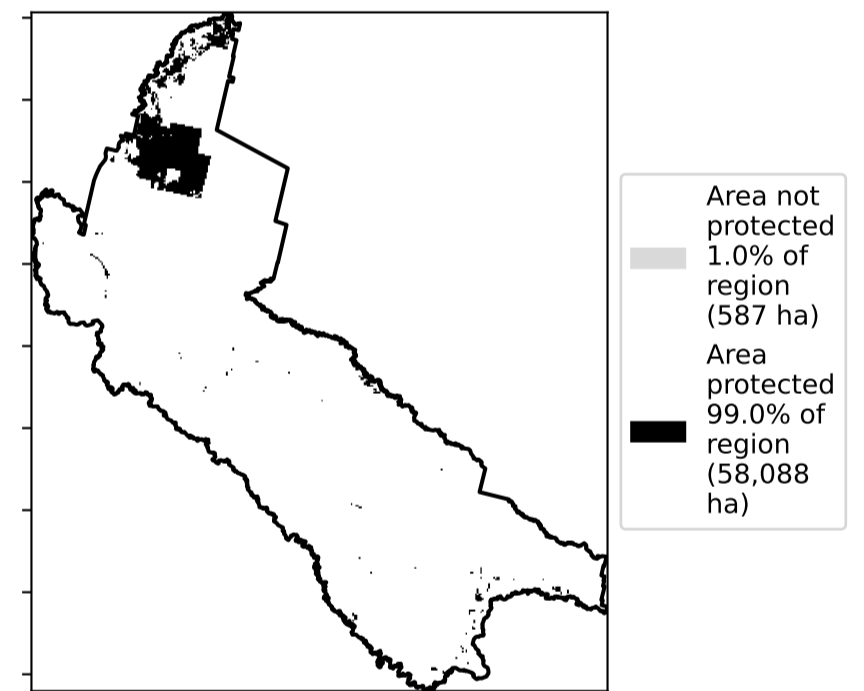 Area not
protected
1.0% of
region
(587 ha)
Area
protected
99.0% of
region
(58,088
ha)